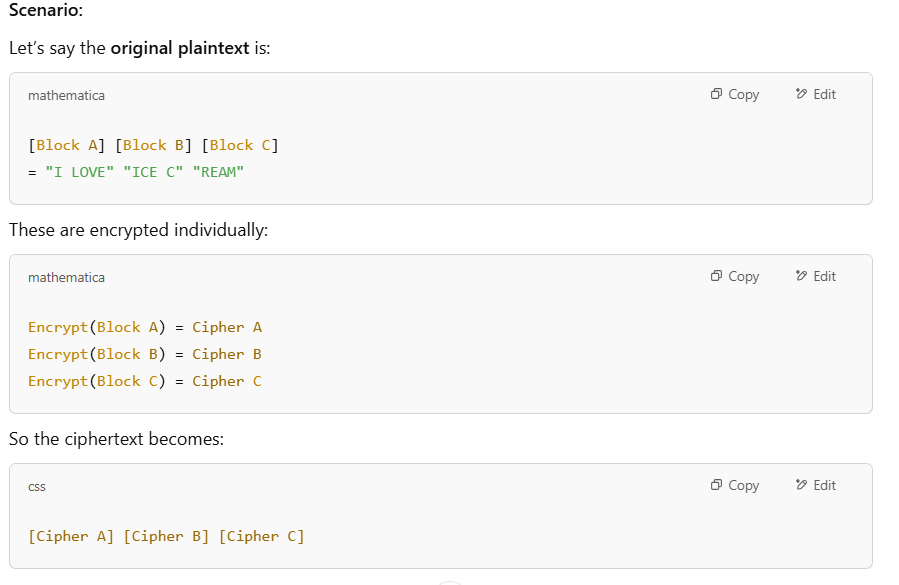 Scenario:
Let’s say the original plaintext is:
mathematica
Copy
Edit
[Block A] [Block B] [Block C]
= "I LOVE" "ICE C" "REAM"
These are encrypted individually:
mathematica
Copy
Edit
Encrypt(Block A) = Cipher A
Encrypt(Block B) = Cipher B
Encrypt(Block C) = Cipher C
So the ciphertext becomes:
css
Copy
Edit
[Cipher A] [Cipher B] [Cipher C]